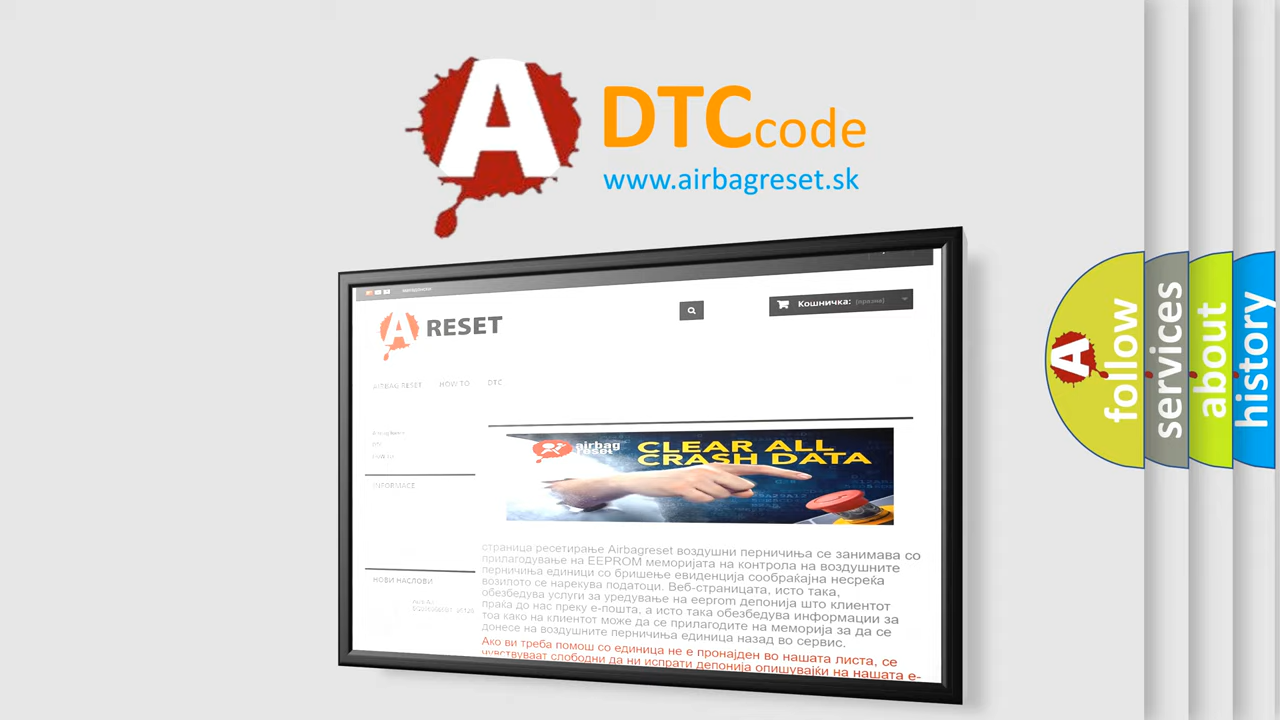 A DTCcode
www.airbagreset.sk
Кошничка: (празни)
A RESET
AIRBAG RESET HOW TO DTC
INFORMACE
airbag
reset
CLEAR ALL
CRASH DATA
страница ресетирање Airbagreset воздушни перничиња се занимава со
прилагодување на EEPROM меморијата на контрола на воздушните
перничиња единици со бришење евиденција сообраќајна несреќа
возилото се нарекува податоци. Веб-страницата, исто така,
обезбедува услуги за уредување на eeprom депонија што клиентот
праќа до нас преку е-пошта, а исто така обезбедува информации за
тоа како на клиентот може да се прилагодите на меморија за да се
донесе на воздушните перничиња единица назад во сервис.
Ако ви треба помош со единица не е пронајден во нашата листа, се
чувствуваат слободни да ни испрати депонија опишувајќи на нашата е-
НОВИ НАСЛОВИ
A follow
services
about
history